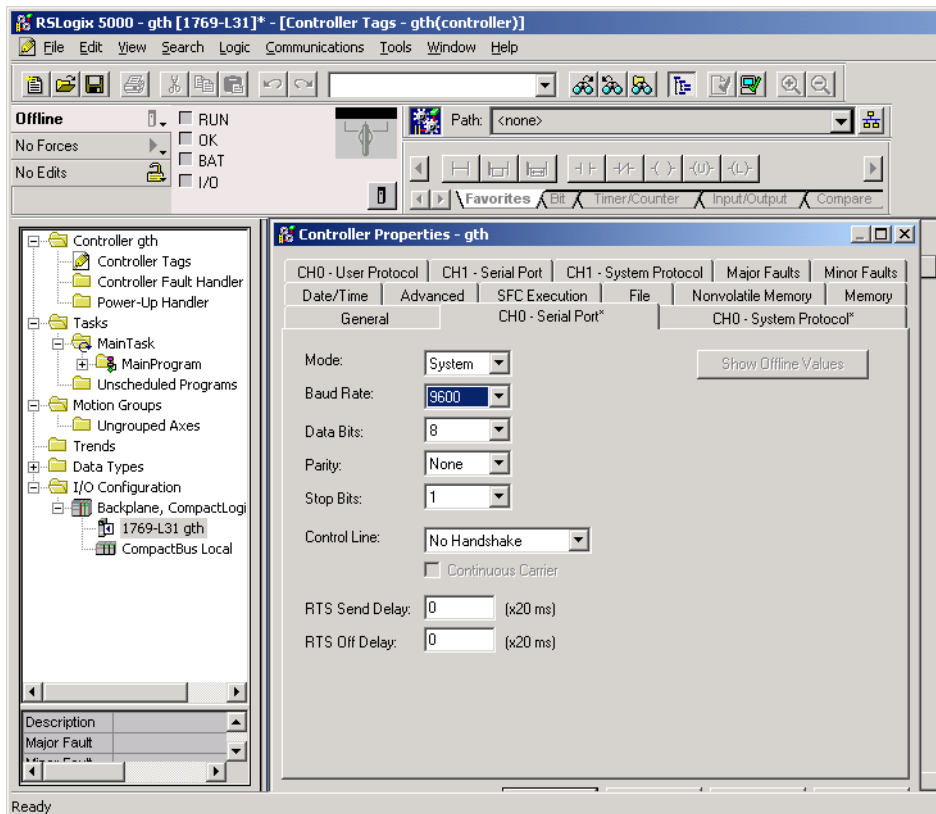 RSLogix 5000 - gth [1769-L31]* - [Controller Tags - gth(controller)]
File Edit View Search Logic Communications Tools Window Help
Offline
RUN
No Forces
OK
No Edits
BAT
I/O
Path: <none>
Favorites Bit Timer/Counter Input/Output Compare
Controller gth
Controller Tags
Controller Fault Handler
Power-Up Handler
Tasks
MainTask
MainProgram
Unscheduled Programs
Motion Groups
Ungrouped Axes
Trends
Data Types
I/O Configuration
Backplane, CompactLogi
1769-L31 gth
CompactBus Local
Description
Major Fault
Controller Properties - gth
CH0 - User Protocol CH1 - Serial Port CH1 - System Protocol Major Faults Minor Faults
Date/Time Advanced SFC Execution File Nonvolatile Memory Memory
General CH0 - Serial Port* CH0 - System Protocol*
Mode: System
Show Offline Values
Baud Rate: 9600
Data Bits: 8
Parity: None
Stop Bits: 1
Control Line: No Handshake
Continuous Carrier
RTS Send Delay: 0 (x20 ms)
RTS Off Delay: 0 (x20 ms)
Ready